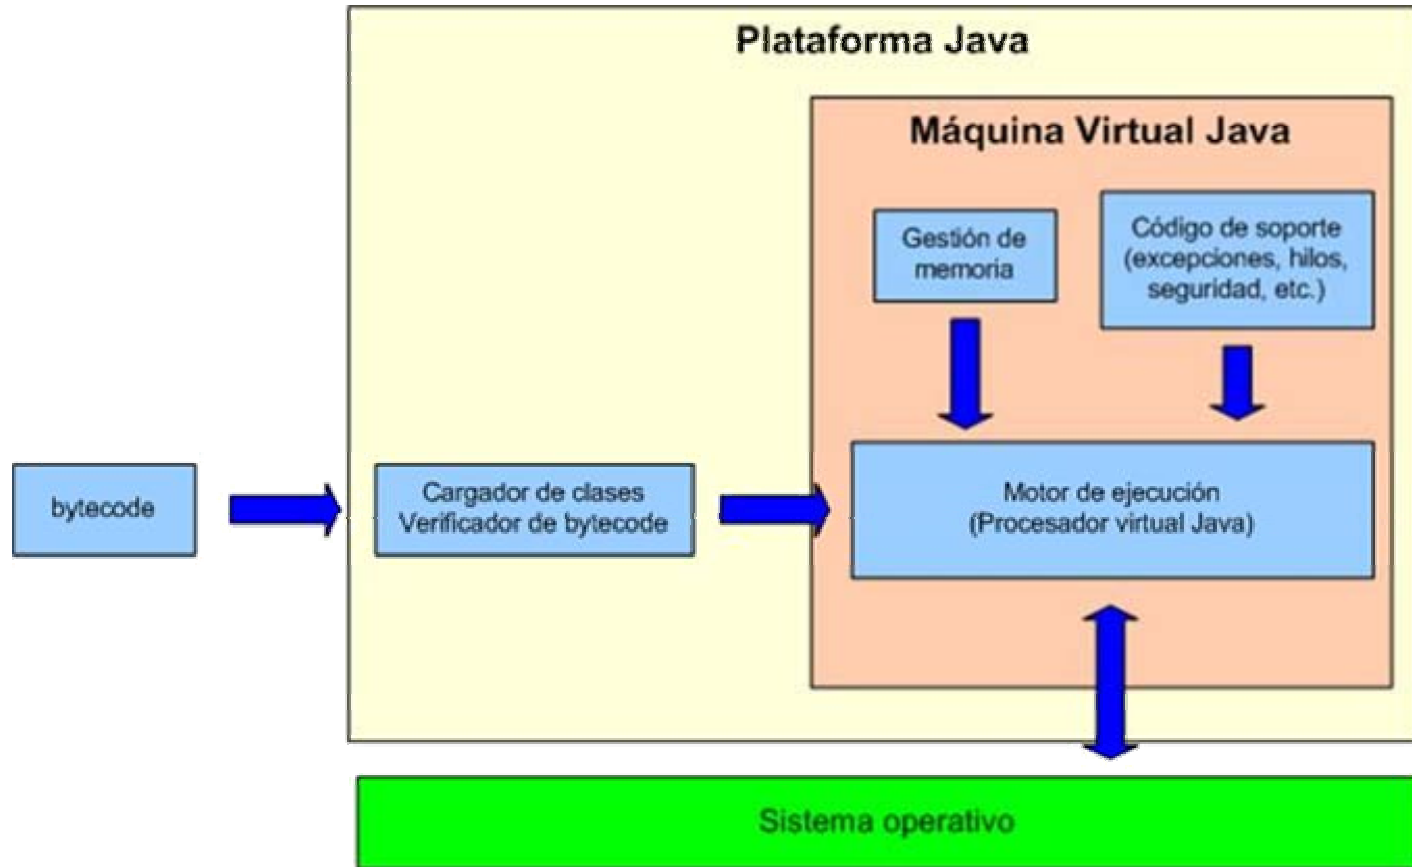 Plataforma Java
Máquina Virtual Java
Gestión de
memoria
Código de soporte
(excepciones, hilos,
seguridad, etc.)
bytecode
Cargador de clases
Verificador de bytecode
Motor de ejecución
(Procesador virtual Java)
Sistema operativo